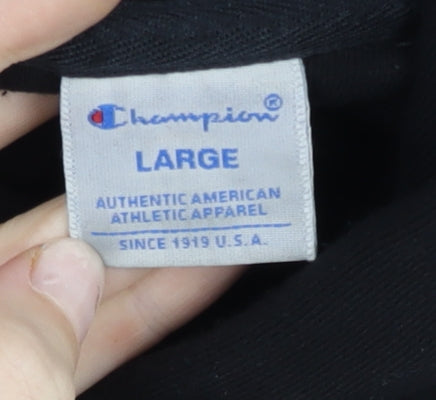 Champion®
LARGE
AUTHENTIC AMERICAN
ATHLETIC APPAREL
SINCE 1919 U.S.A.